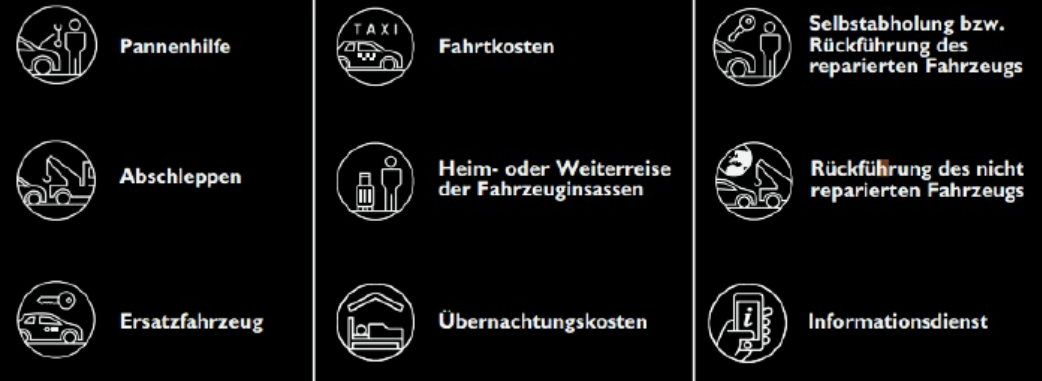 Pannenhilfe
Abschleppen
Ersatzfahrzeug
TAXI
Fahrtkosten
Heim- oder Weiterreise
der Fahrzeuginsassen
Übernachtungskosten
Selbstabholung bzw.
Rückführung des
reparierten Fahrzeugs
Rückführung des nicht
reparierten Fahrzeugs
i
Informationsdienst